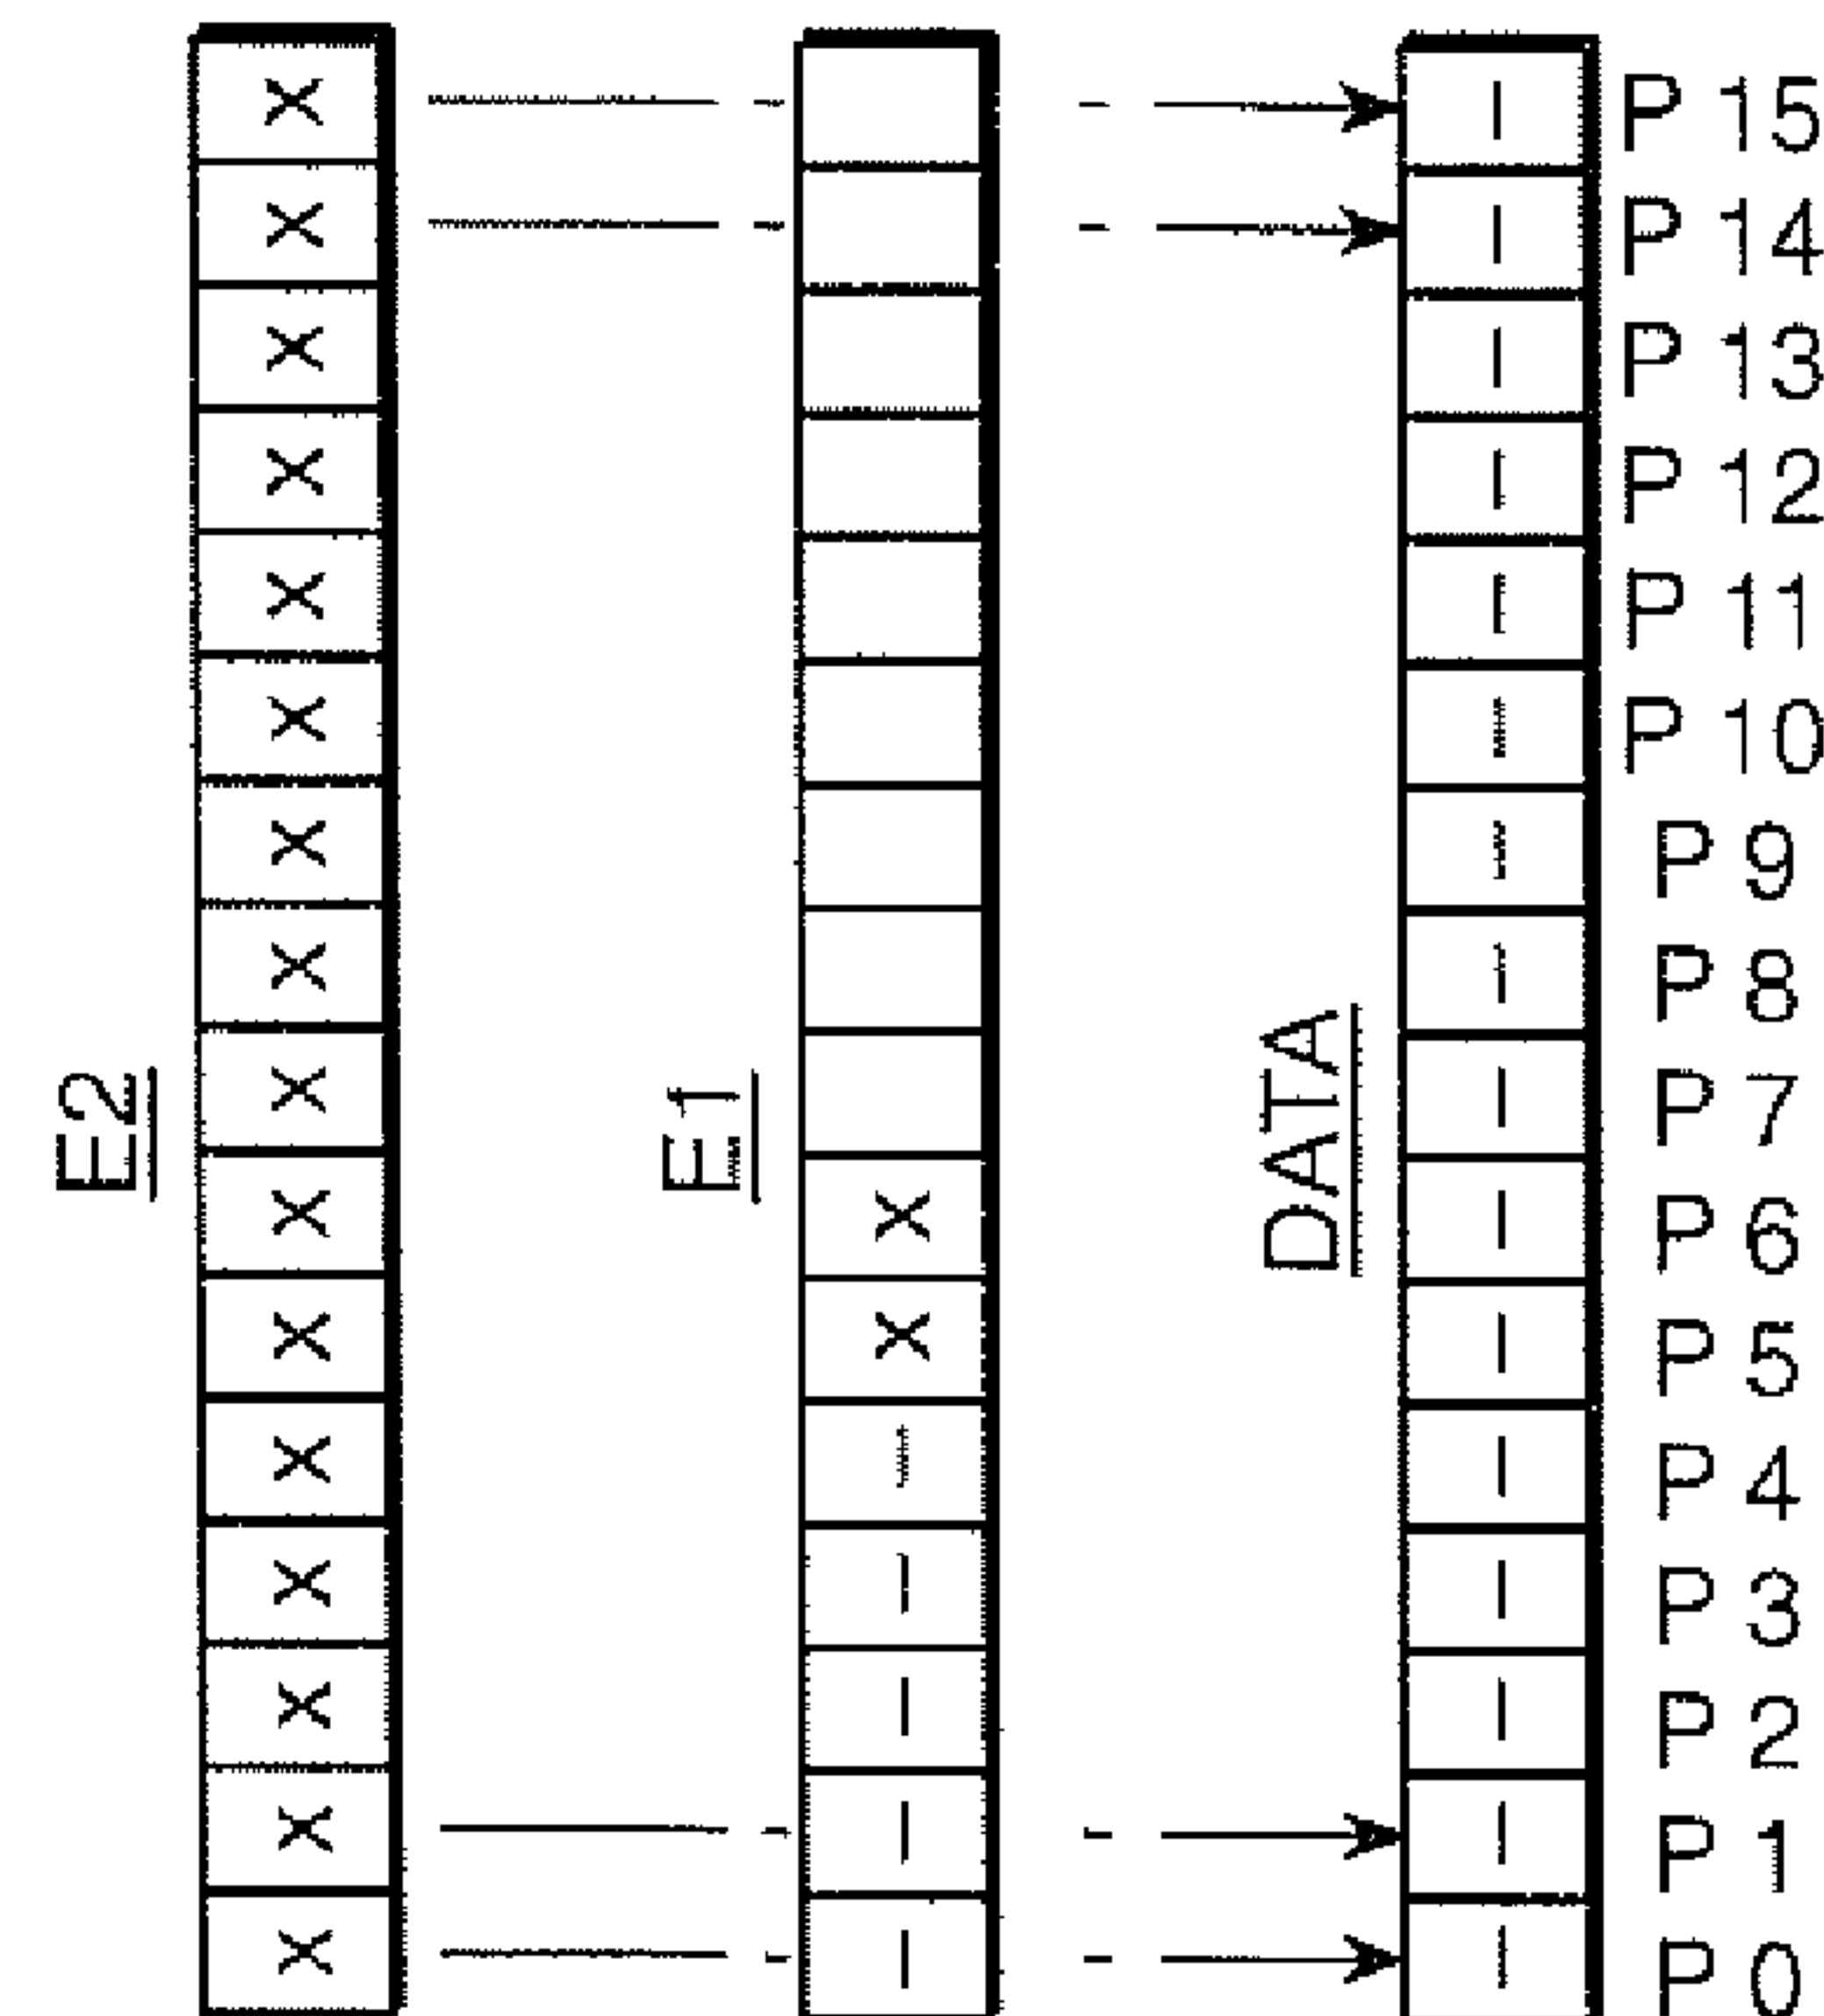 E2
E1
DATA
X | P 15
X | P 14
X | P 13
X | P 12
X | P 11
X | P 10
X | P 9
X | P 8
X | P 7
X X | P 6
X X | P 5
X | | P 4
X | | P 3
X | | P 2
X | | P 1
X | | P 0